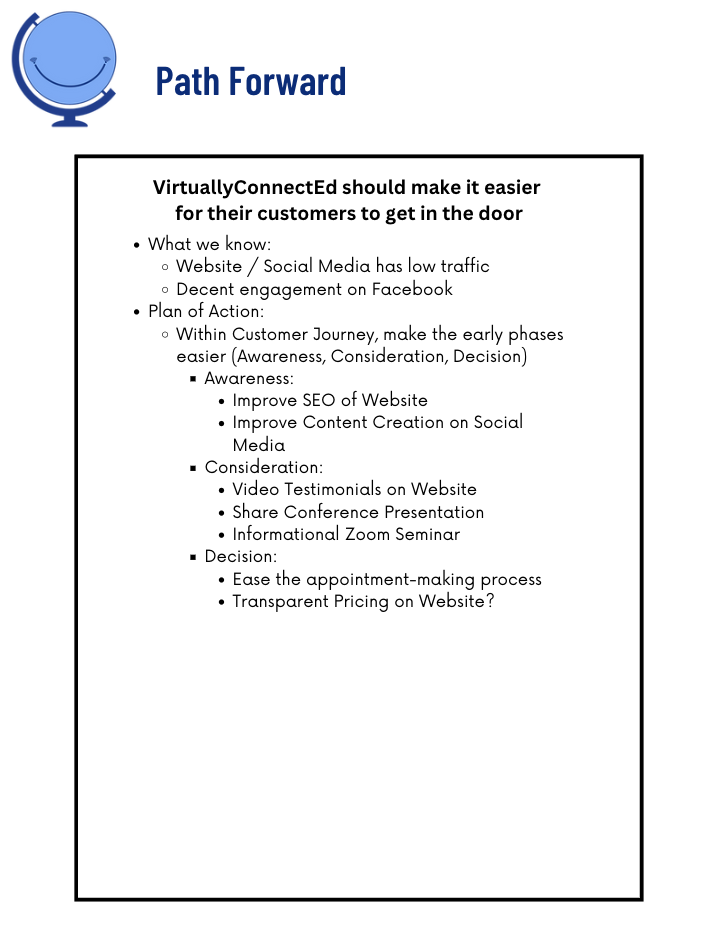 Path Forward
VirtuallyConnectEd should make it easier
for their customers to get in the door
• What we know:
◦ Website / Social Media has low traffic
◦ Decent engagement on Facebook
• Plan of Action:
◦ Within Customer Journey, make the early phases
easier (Awareness, Consideration, Decision)
▪ Awareness:
• Improve SEO of Website
• Improve Content Creation on Social
Media
▪ Consideration:
• Video Testimonials on Website
• Share Conference Presentation
• Informational Zoom Seminar
▪ Decision:
• Ease the appointment-making process
• Transparent Pricing on Website?